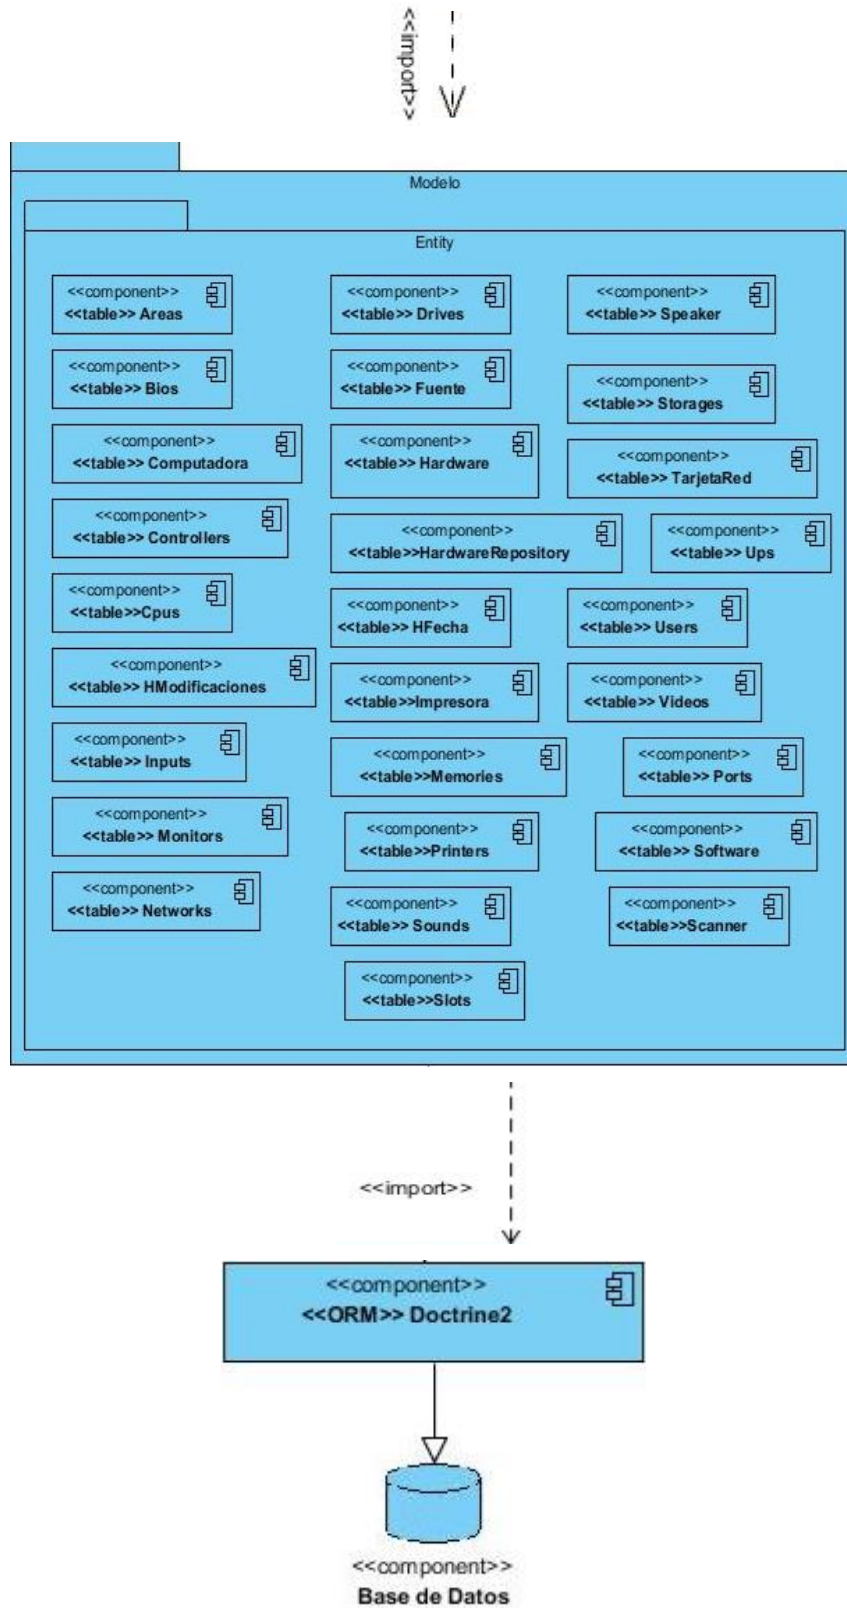 <<import>>
Modelo
Entity
<<component>>
<<table>> Areas
<<component>>
<<table>> Bios
<<component>>
<<table>> Computadora
<<component>>
<<table>> Controllers
<<component>>
<<table>>Cpus
<<component>>
<<table>> HModificaciones
<<component>>
<<table>> Inputs
<<component>>
<<table>> Monitors
<<component>>
<<table>> Networks
<<component>>
<<table>> Drives
<<component>>
<<table>> Fuente
<<component>>
<<table>> Hardware
<<component>>
<<table>>HardwareRepository
<<component>>
<<table>> HFecha
<<component>>
<<table>>Impresora
<<component>>
<<table>>Memories
<<component>>
<<table>>Printers
<<component>>
<<table>> Sounds
<<component>>
<<table>>Slots
<<component>>
<<table>> Speaker
<<component>>
<<table>> Storages
<<component>>
<<table>> TarjetaRed
<<component>>
<<table>> Ups
<<component>>
<<table>> Users
<<component>>
<<table>> Videos
<<component>>
<<table>> Ports
<<component>>
<<table>> Software
<<component>>
<<table>>Scanner
<<import>>
<<component>>
<<ORM>> Doctrine2
<<component>>
Base de Datos